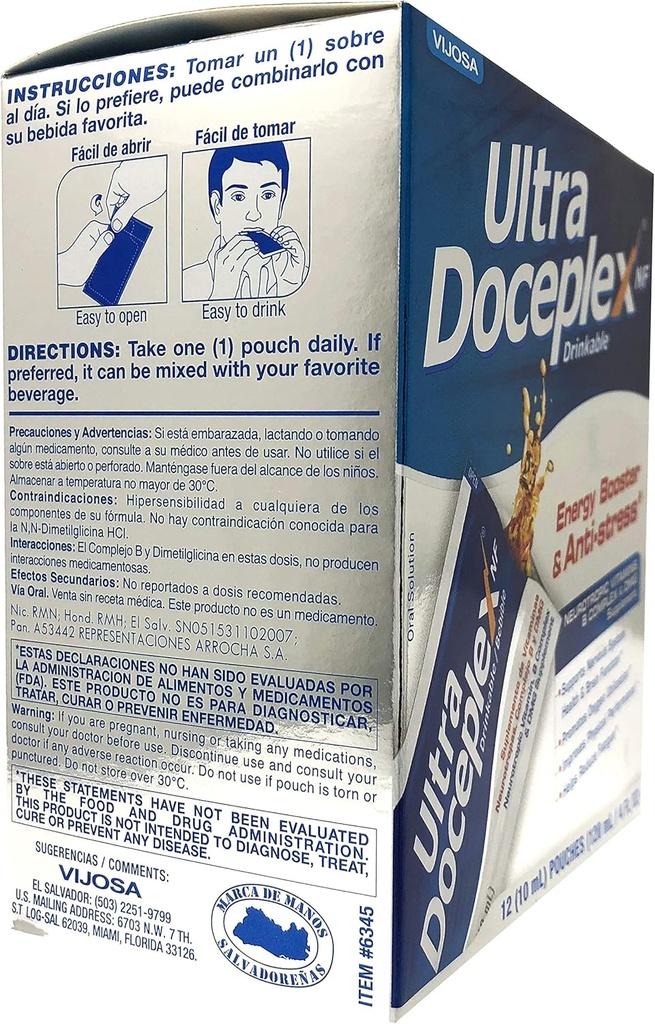 INSTRUCCIONES: Tomar un (1) sobre
al día. Si lo prefiere, puede combinarlo con
su bebida favorita.
Fácil de abrir
Fácil de tomar
Easy to open
Easy to drink
DIRECTIONS: Take one (1) pouch daily. If
preferred, it can be mixed with your favorite
beverage.
Precauciones y Advertencias: Si está embarazada, lactando o tomando
algún medicamento, consulte a su médico antes de usar. No utilice si el
sobre está abierto o perforado. Manténgase fuera del alcance de los niños.
Almacenar a temperatura no mayor de 30°C.
Contraindicaciones: Hipersensibilidad a cualquiera de los
componentes de su fórmula. No hay contraindicación conocida para
la N,N-Dimetilglicina HCl.
Interacciones: El Complejo B y Dimetilglicina en estas dosis, no producen
interacciones medicamentosas.
Efectos Secundarios: No reportados a dosis recomendadas.
Vía Oral. Venta sin receta médica. Este producto no es un medicamento.
Nic. RMN; Hond. RMH; El Salv. SN051531102007;
Pan. A53442 REPRESENTACIONES ARROCHA S.A.
*ESTAS DECLARACIONES NO HAN SIDO EVALUADAS POR
LA ADMINISTRACION DE ALIMENTOS Y MEDICAMENTOS
(FDA). ESTE PRODUCTO NO ES PARA DIAGNOSTICAR,
TRATAR, CURAR O PREVENIR ENFERMEDAD.
Warning: If you are pregnant, nursing or taking any medications,
consult your doctor before use. Discontinue use and consult your
doctor if any adverse reaction occur. Do not use if pouch is torn or
punctured. Do not store over 30°C.
*THESE STATEMENTS HAVE NOT BEEN EVALUATED
BY THE FOOD AND DRUG ADMINISTRATION.
THIS PRODUCT IS NOT INTENDED TO DIAGNOSE, TREAT,
CURE OR PREVENT ANY DISEASE.
SUGERENCIAS / COMMENTS:
VIJOSA
EL SALVADOR: (503) 2251-9799
U.S. MAILING ADDRESS: 6703 N.W. 7 TH.
S.T LOG-SAL 62039, MIAMI, FLORIDA 33126.
MARCA DE MANOS
SALVADOREÑAS
ITEM #6345
VIJOSA
Ultra
Doceplex NF
Drinkable
Energy Booster
& Anti-stress*
NEUROTROPIC VITAMINS
B COMPLEX & DMG
Supplement
Oral Solution
Ultra
Doceplex NF
Drinkable
12 (10 mL) POUCHES (120 mL / 4 Fl. Oz)